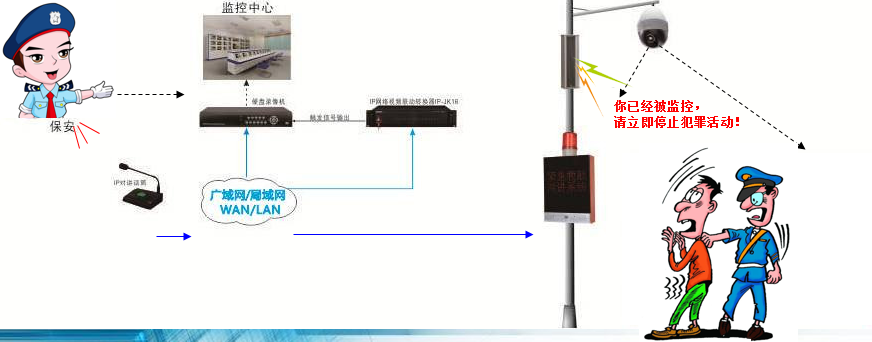 监控中心
硬盘录像机
IP网络视频联动转换器IP-JK16
触发信号输出
保安
IP对讲话筒
广域网/局域网
WAN/LAN
你已经被监控，
请立即停止犯罪活动！